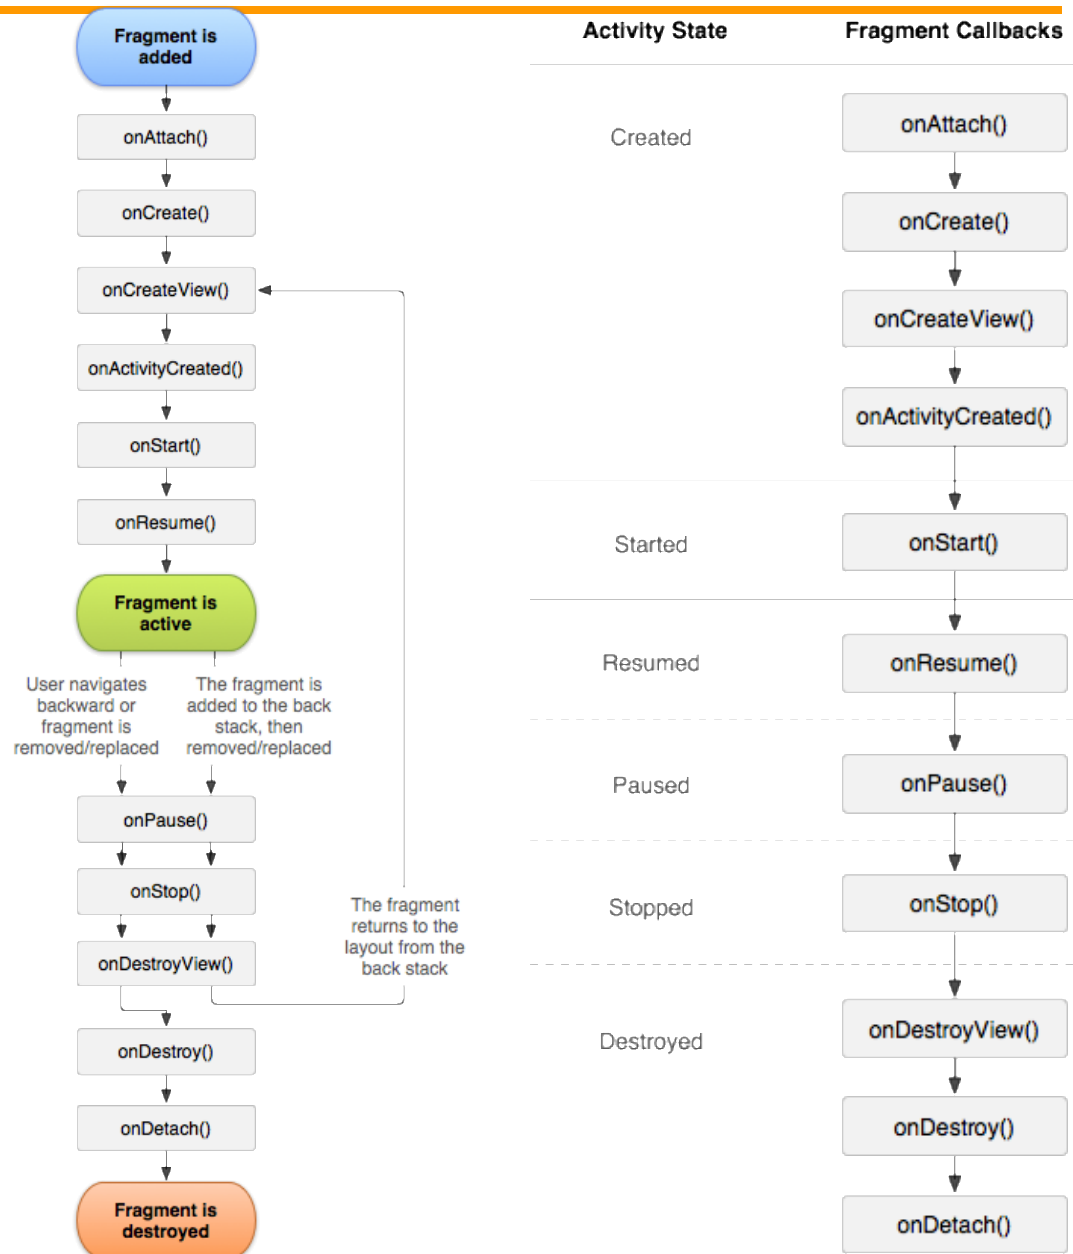 Fragment is
added
onAttach()
onCreate()
onCreateView()
onActivityCreated()
onStart()
onResume()
Fragment is
active
User navigates
backward or
fragment is
removed/replaced
The fragment is
added to the back
stack, then
removed/replaced
onPause()
onStop()
onDestroyView()
The fragment
returns to the
layout from the
back stack
onDestroy()
onDetach()
Fragment is
destroyed
Activity State
Fragment Callbacks
Created
onAttach()
onCreate()
onCreateView()
onActivityCreated()
Started
onStart()
Resumed
onResume()
Paused
onPause()
Stopped
onStop()
Destroyed
onDestroyView()
onDestroy()
onDetach()